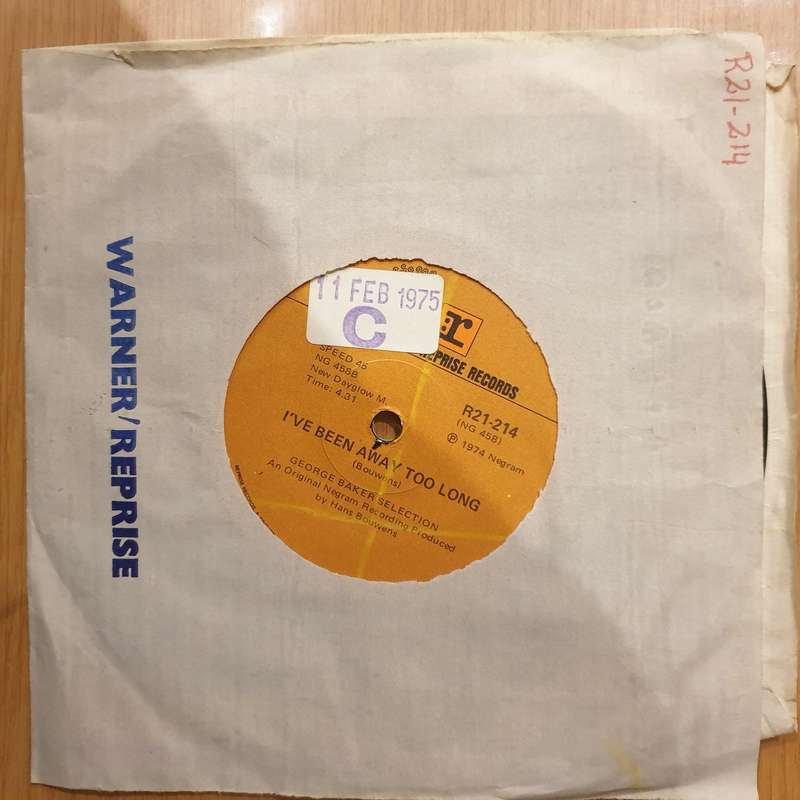 R21-214
WARNER/REPRISE
11 FEB 1975
C
r
REPRISE RECORDS
SPEED 45
NG 458B
New Dayglow M.
Time: 4.31
R21-214
(NG 458)
℗ 1974 Negram
I'VE BEEN AWAY TOO LONG
(Bouwens)
GEORGE BAKER SELECTION
An Original Negram Recording Produced
by Hans Bouwens